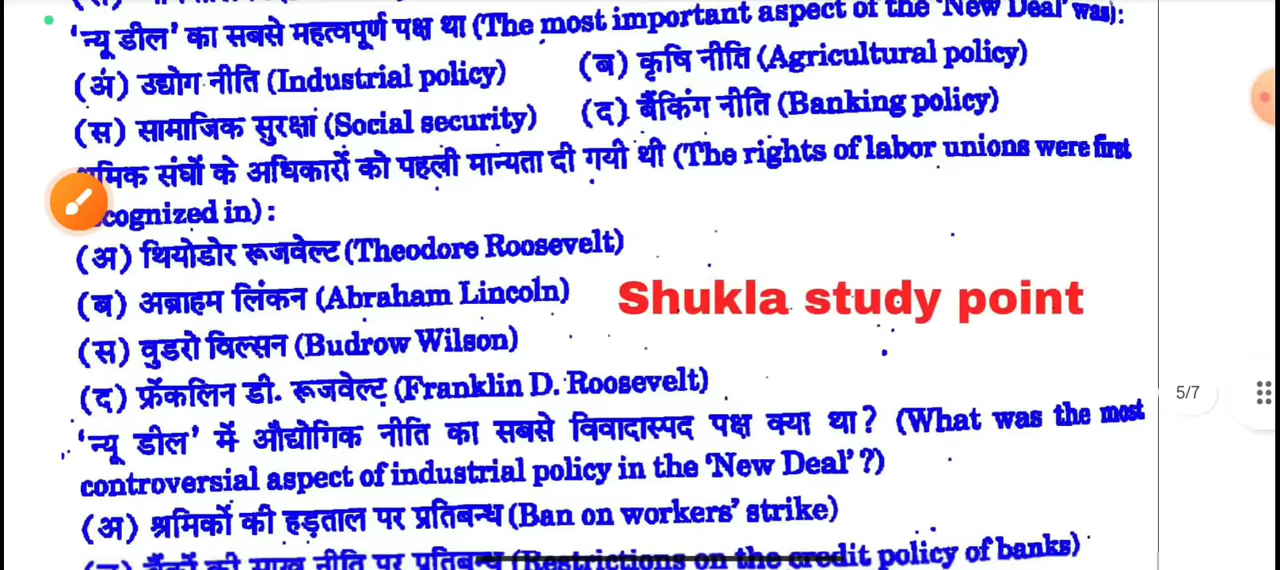 'न्यू डील' का सबसे महत्वपूर्ण पक्ष था (The most important aspect of the 'New Deal' was):
(अ) उद्योग नीति (Industrial policy) (ब) कृषि नीति (Agricultural policy)
(स) सामाजिक सुरक्षा (Social security) (द) बैंकिंग नीति (Banking policy)
संघों के अधिकारों को पहली मान्यता दी गयी थी (The rights of labor unions were first
in) :
(अ) थियोडोर रूजवेल्ट (Theodore Roosevelt)
(ब) अब्राहम लिंकन (Abraham Lincoln)
Shukla study point
(स) वुडरो विल्सन (Budrow Wilson)
(द) फ्रेंकलिन डी. रूजवेल्ट (Franklin D. Roosevelt)
5/7
'न्यू डील' में औद्योगिक नीति का सबसे विवादास्पद पक्ष क्या था? (What was the most
controversial aspect of industrial policy in the 'New Deal' ?)
(अ) श्रमिकों की हड़ताल पर प्रतिबन्ध (Ban on workers' strike)
बैंकों की साख नीति पर प्रतिबन्ध (Restrictions on the credit policy of banks)